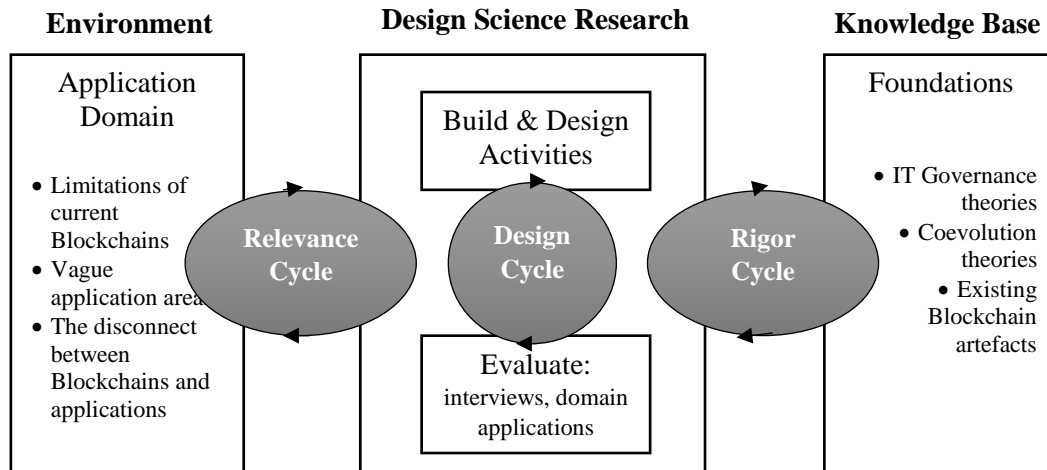 Environment
Application
Domain
• Limitations of
current
Blockchains
• Vague
application area
• The disconnect
between
Blockchains and
applications
Relevance
Cycle
Design Science Research
Build & Design
Activities
Design
Cycle
Evaluate:
interviews, domain
applications
Rigor
Cycle
Knowledge Base
Foundations
• IT Governance
theories
• Coevolution
theories
• Existing
Blockchain
artefacts